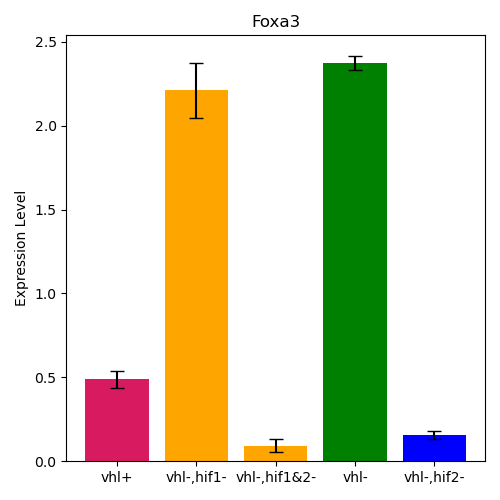 Foxa3
Expression Level
2.5
2.0
1.5
1.0
0.5
0.0
vhl+
vhl-,hif1-
vhl-,hif1&2-
vhl-
vhl-,hif2-